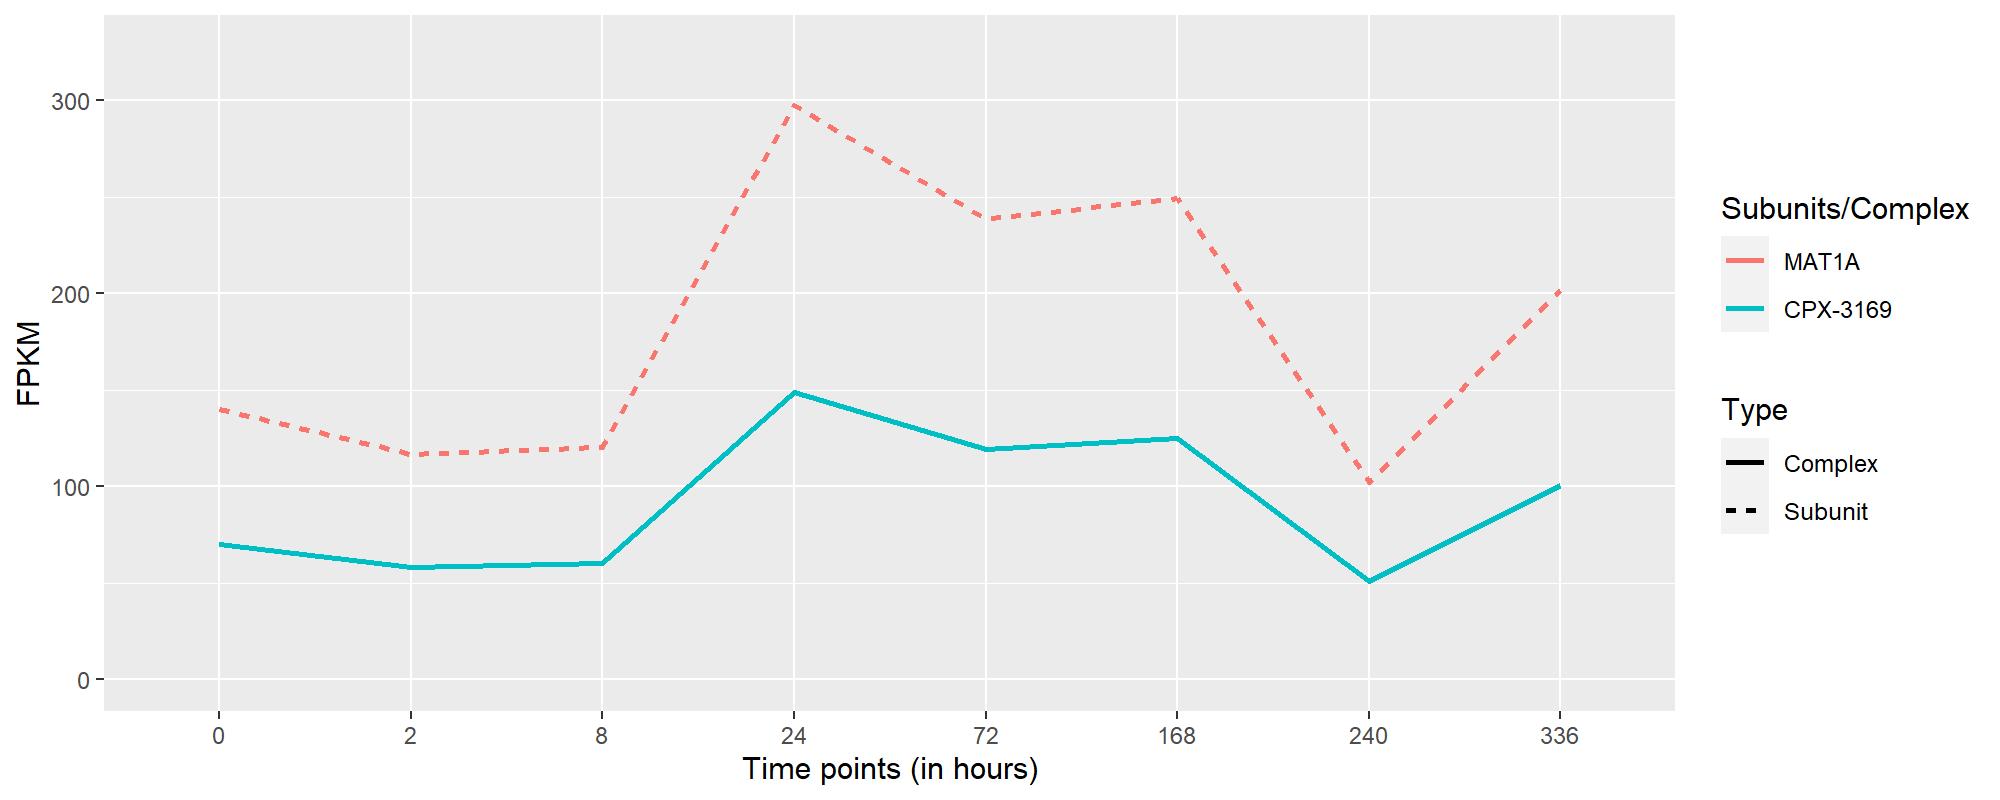 300
200
100
0
FPKM
0 2 8 24 72 168 240 336
Time points (in hours)
Subunits/Complex
MAT1A
CPX-3169
Type
Complex
Subunit